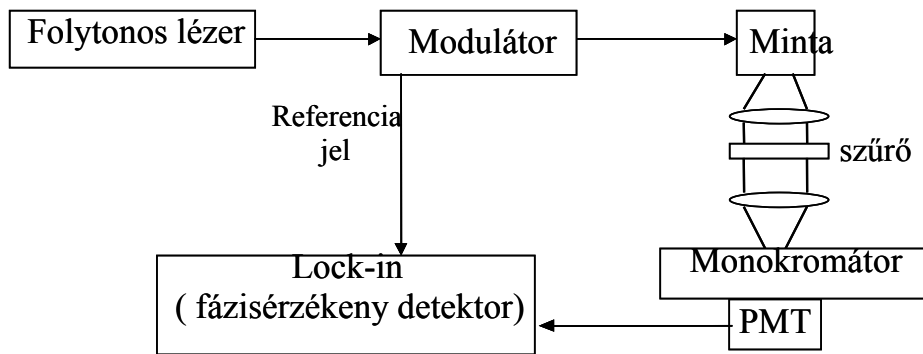 Folytonos lézer
Modulátor
Minta
Referencia
jel
szűrő
Lock-in
( fázisérzékeny detektor)
Monokromátor
PMT